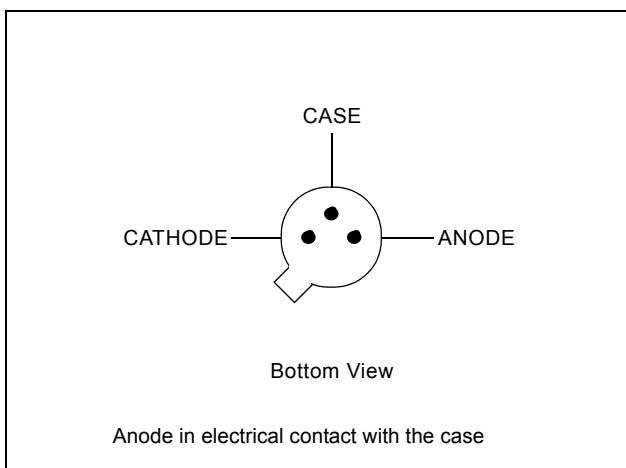 CASE
CATHODE
ANODE
Bottom View
Anode in electrical contact with the case